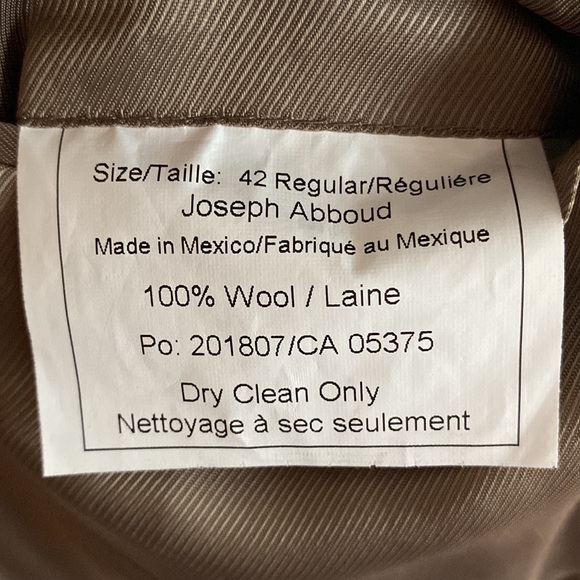 Size/Taille: 42 Regular/Réguliére
Joseph Abboud
Made in Mexico/Fabriqué au Mexique
100% Wool / Laine
Po: 201807/CA 05375
Dry Clean Only
Nettoyage à sec seulement